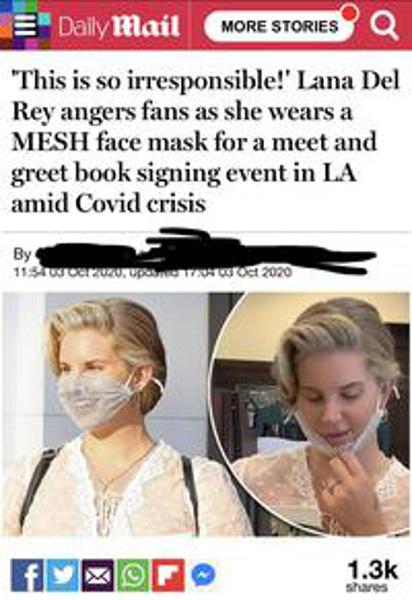 Daily Mail
MORE STORIES
'This is so irresponsible!' Lana Del
Rey angers fans as she wears a
MESH face mask for a meet and
greet book signing event in LA
amid Covid crisis
By
11:54 03 Oct 2020, updated 17:04 03 Oct 2020
1.3k
shares